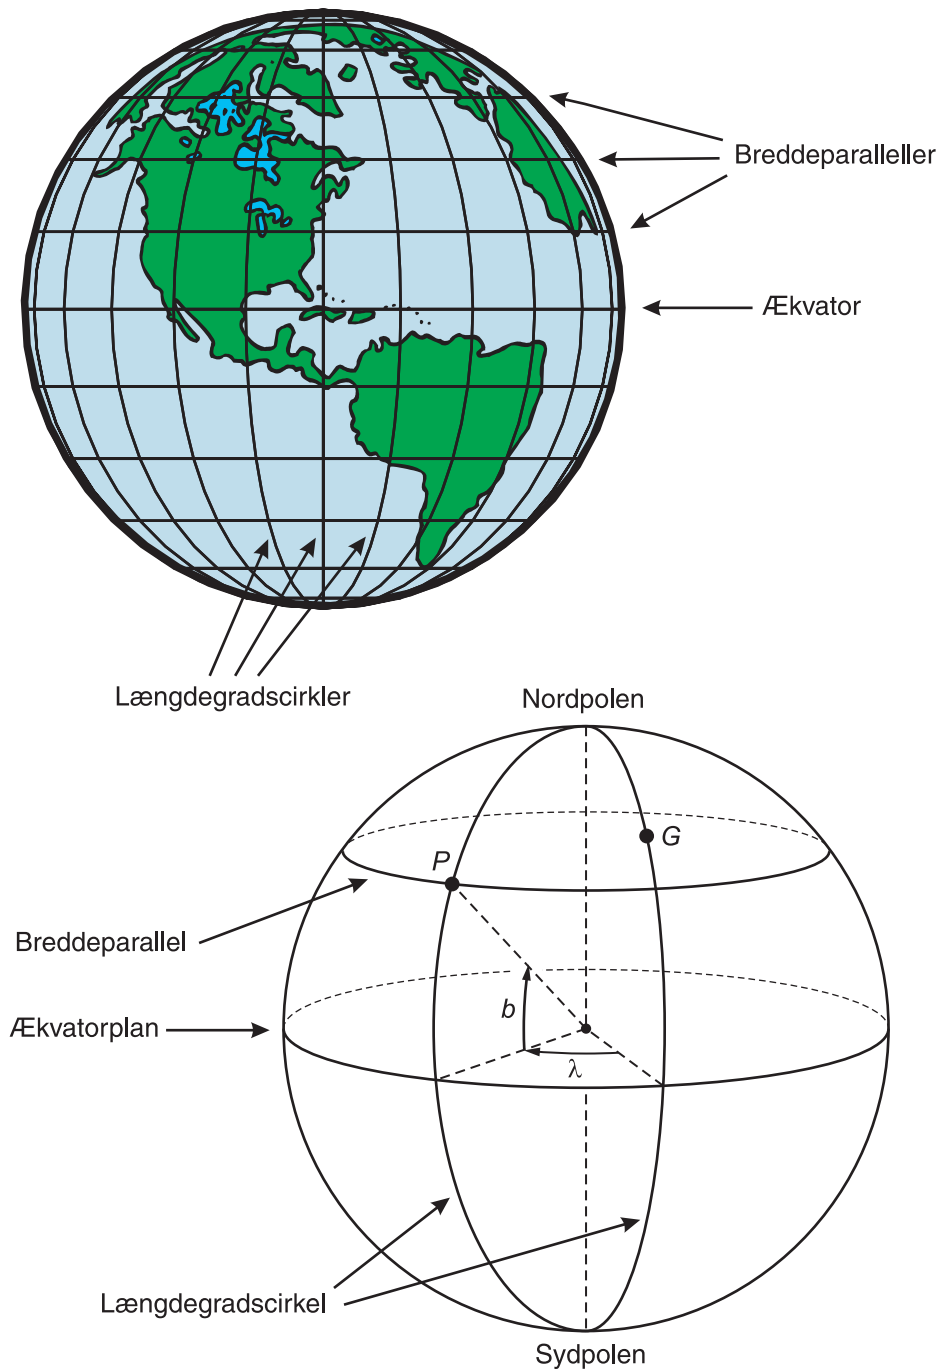 Breddeparalleller
Ækvator
Længdegradscirkler
Nordpolen
G
P
Breddeparallel
b
Ækvatorplan
λ
Længdegradscirkel
Sydpolen